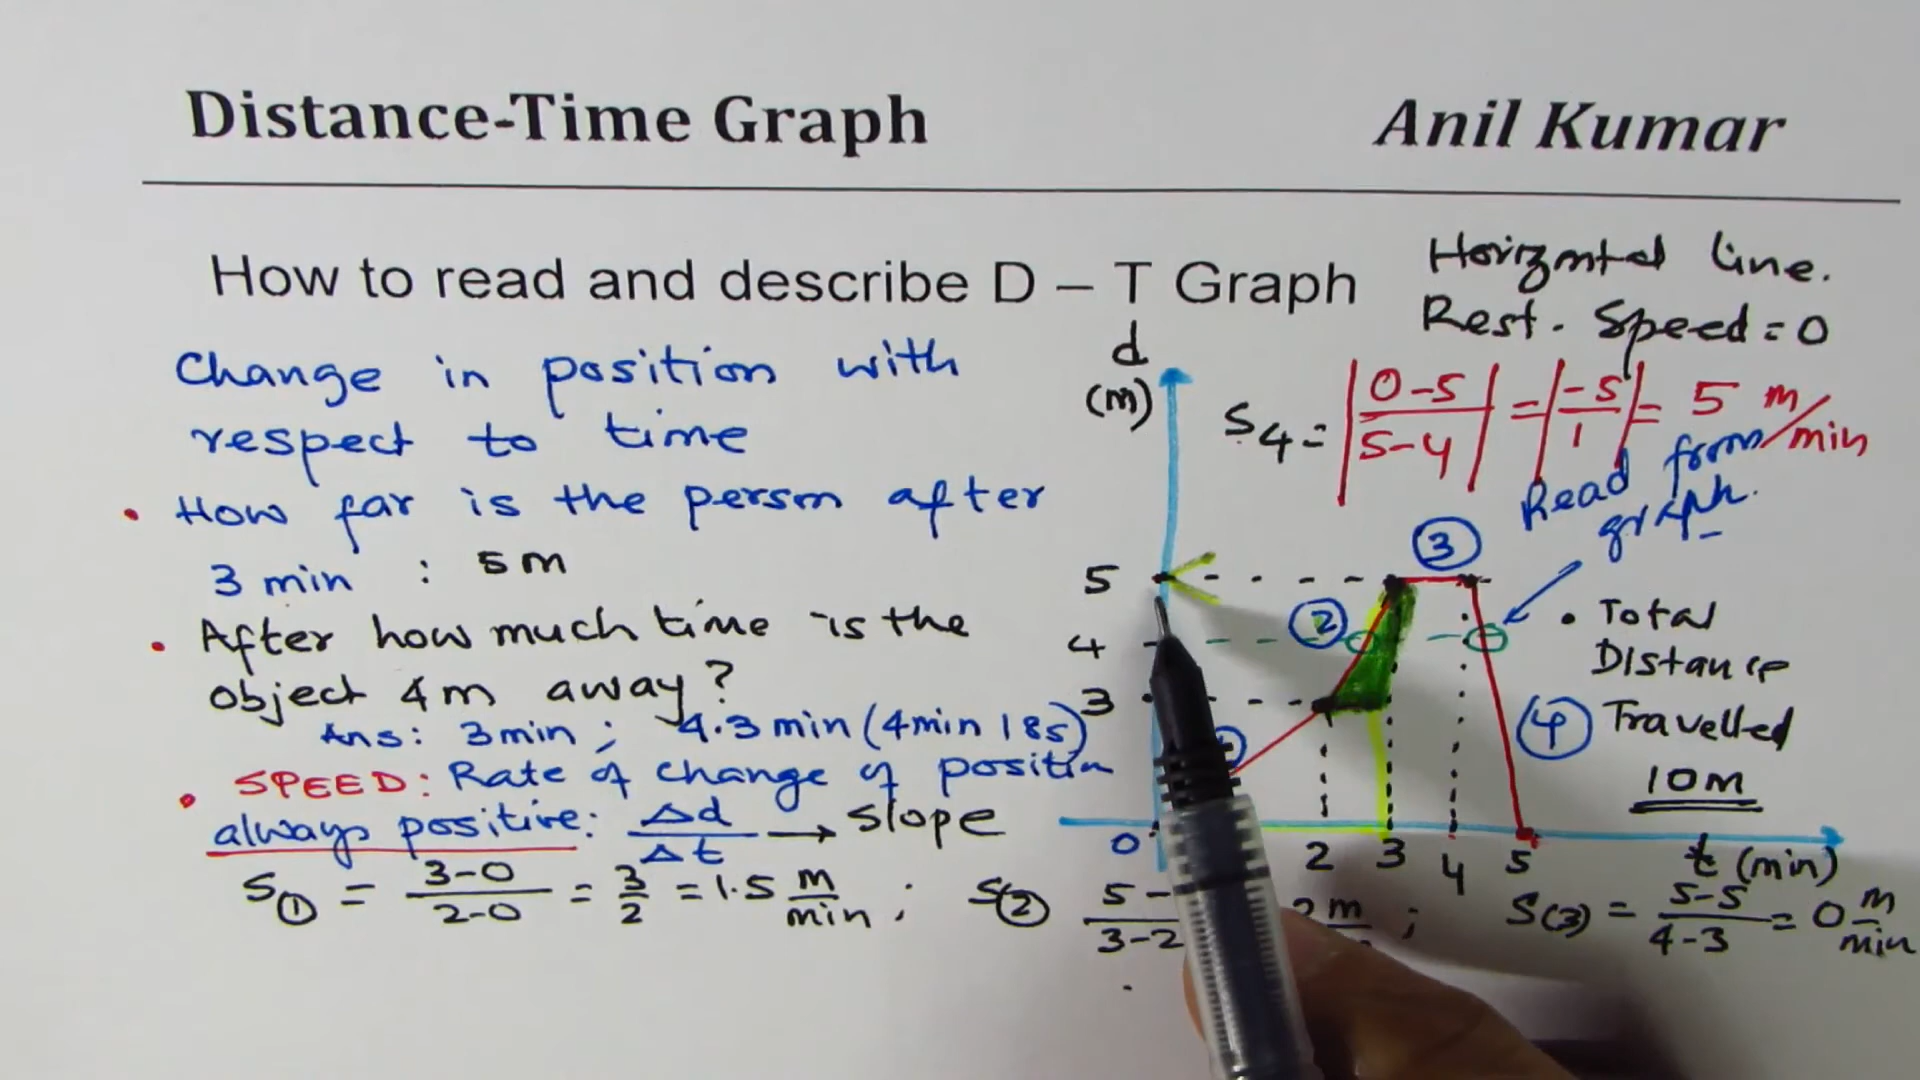 Distance-Time Graph
Anil Kumar
How to read and describe D – T Graph
Horizontal line.
Rest. Speed = 0
Change in position with
respect to time
• How far is the person after
3 min : 5m
• After how much time is the
object 4m away?
Ans: 3min; 4.3min (4min 18s)
• SPEED: Rate of change of position
always positive: Δd/Δt → slope
S① = 3-0/2-0 = 3/2 = 1.5 m/min ;
S② 5-/3-2 2m ;
S(3) = 5-5/4-3 = 0 m/min
d
(m)
S4 = |0-5/5-4| = |-5/1| = 5 m/min
Read from
graph.
③
5
②
4
3
④
• Total
Distance
Travelled
10m
0 2 3 4 5
t (min)